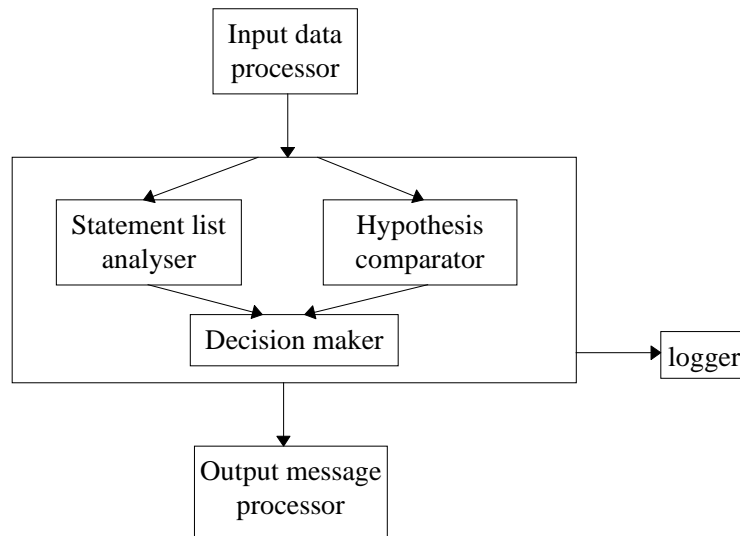 Input data
processor
Statement list
analyser
Hypothesis
comparator
Decision maker
logger
Output message
processor